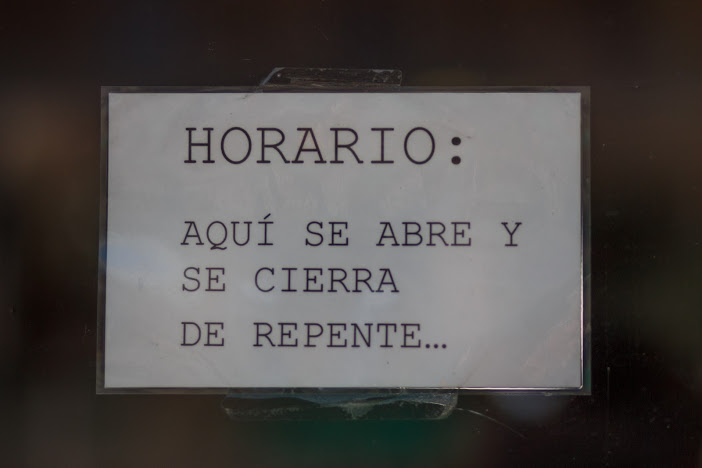 HORARIO:
AQUÍ SE ABRE Y
SE CIERRA
DE REPENTE…